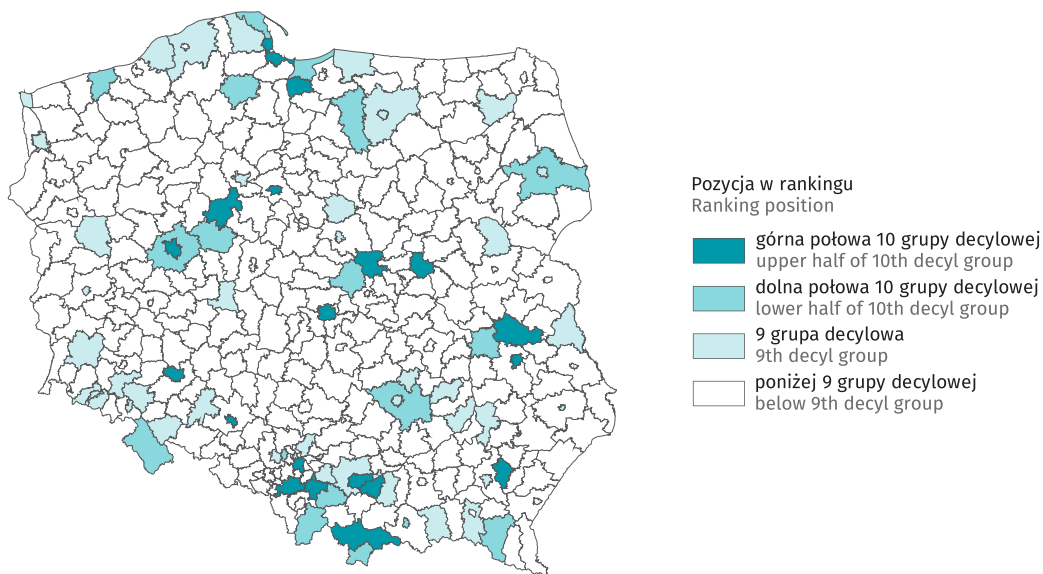 Pozycja w rankingu
Ranking position
górna połowa 10 grupy decylowej
upper half of 10th decyl group
dolna połowa 10 grupy decylowej
lower half of 10th decyl group
9 grupa decylowa
9th decyl group
poniżej 9 grupy decylowej
below 9th decyl group